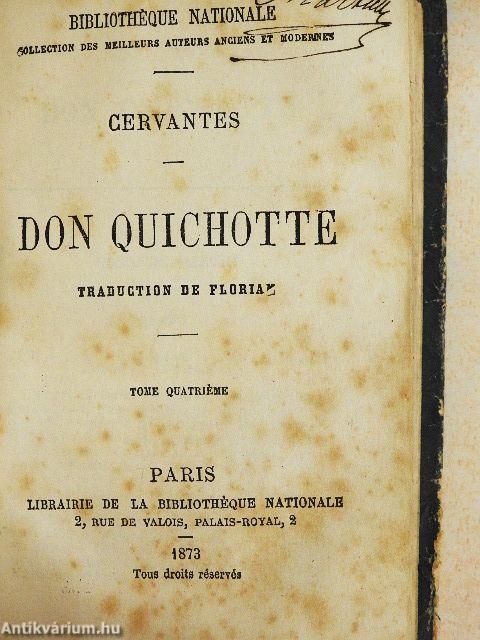 BIBLIOTHÈQUE NATIONALE
COLLECTION DES MEILLEURS AUTEURS ANCIENS ET MODERNES
CERVANTES
DON QUICHOTTE
TRADUCTION DE FLORIAN
TOME QUATRIÈME
PARIS
LIBRAIRIE DE LA BIBLIOTHÈQUE NATIONALE
2, RUE DE VALOIS, PALAIS-ROYAL, 2
1873
Tous droits réservés
Antikvárium.hu